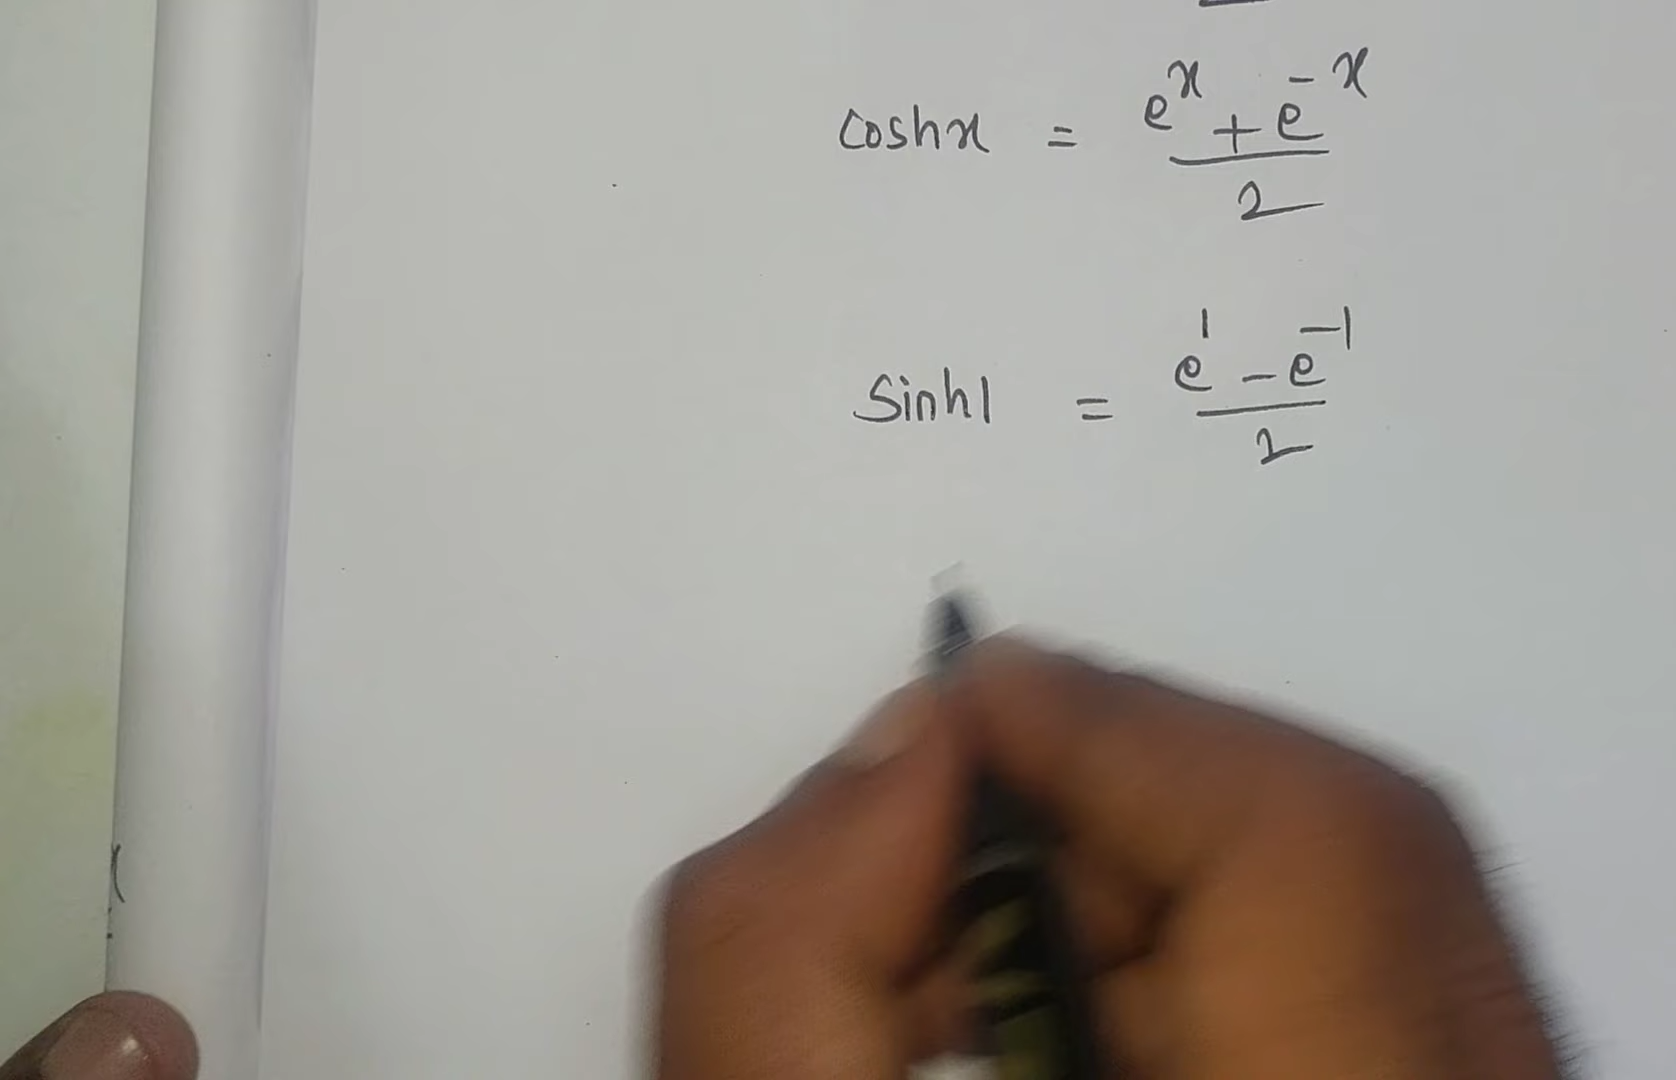 coshx = e^x + e^-x / 2
Sinh1 = e^1 - e^-1 / 2